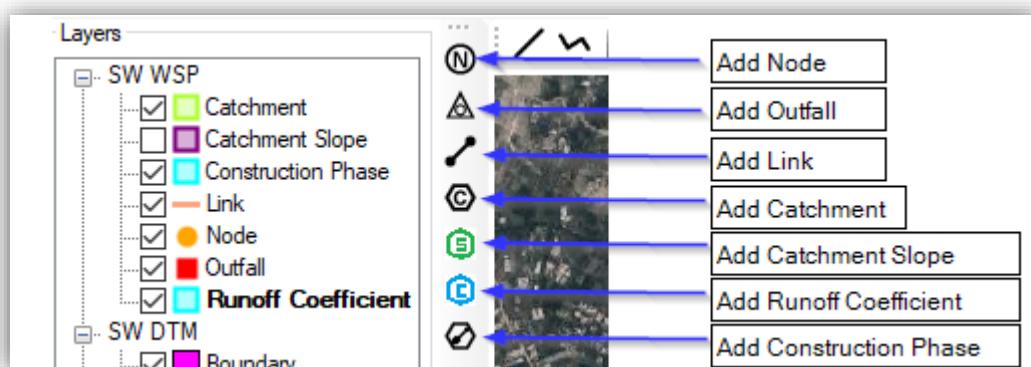 Layers
SW WSP
Catchment
Catchment Slope
Construction Phase
Link
Node
Outfall
Runoff Coefficient
SW DTM
Boundary
N
C
S
C
Add Node
Add Outfall
Add Link
Add Catchment
Add Catchment Slope
Add Runoff Coefficient
Add Construction Phase